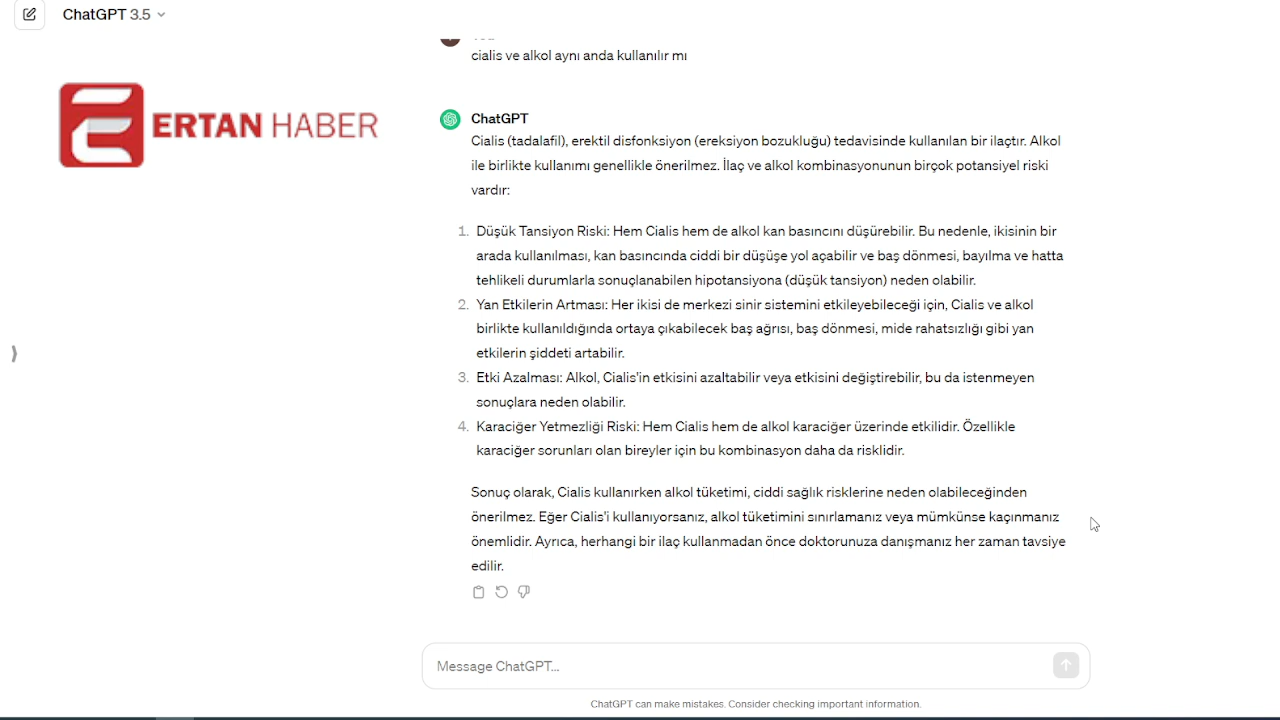 ChatGPT 3.5
cialis ve alkol aynı anda kullanılır mı
ERTAN HABER
ChatGPT
Cialis (tadalafil), erektil disfonksiyon (ereksiyon bozukluğu) tedavisinde kullanılan bir ilaçtır. Alkol
ile birlikte kullanımı genellikle önerilmez. İlaç ve alkol kombinasyonunun birçok potansiyel riski
vardır:
1. Düşük Tansiyon Riski: Hem Cialis hem de alkol kan basıncını düşürebilir. Bu nedenle, ikisinin bir
arada kullanılması, kan basıncında ciddi bir düşüşe yol açabilir ve baş dönmesi, bayılma ve hatta
tehlikeli durumlarla sonuçlanabilen hipotansiyona (düşük tansiyon) neden olabilir.
2. Yan Etkilerin Artması: Her ikisi de merkezi sinir sistemini etkileyebileceği için, Cialis ve alkol
birlikte kullanıldığında ortaya çıkabilecek baş ağrısı, baş dönmesi, mide rahatsızlığı gibi yan
etkilerin şiddeti artabilir.
3. Etki Azalması: Alkol, Cialis'in etkisini azaltabilir veya etkisini değiştirebilir, bu da istenmeyen
sonuçlara neden olabilir.
4. Karaciğer Yetmezliği Riski: Hem Cialis hem de alkol karaciğer üzerinde etkilidir. Özellikle
karaciğer sorunları olan bireyler için bu kombinasyon daha da risklidir.
Sonuç olarak, Cialis kullanırken alkol tüketimi, ciddi sağlık risklerine neden olabileceğinden
önerilmez. Eğer Cialis'i kullanıyorsanız, alkol tüketimini sınırlamanız veya mümkünse kaçınmanız
önemlidir. Ayrıca, herhangi bir ilaç kullanmadan önce doktorunuza danışmanız her zaman tavsiye
edilir.
Message ChatGPT...
ChatGPT can make mistakes. Consider checking important information.